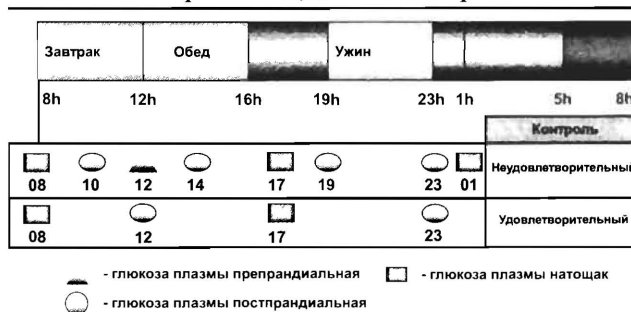 Завтрак Обед Ужин
8h 12h 16h 19h 23h 1h 5h 8h
Контроль
08 10 12 14 17 19 23 01 Неудовлетворительный
08 12 17 23 Удовлетворительный
- глюкоза плазмы препрандиальная - глюкоза плазмы натощак
- глюкоза плазмы постпрандиальная